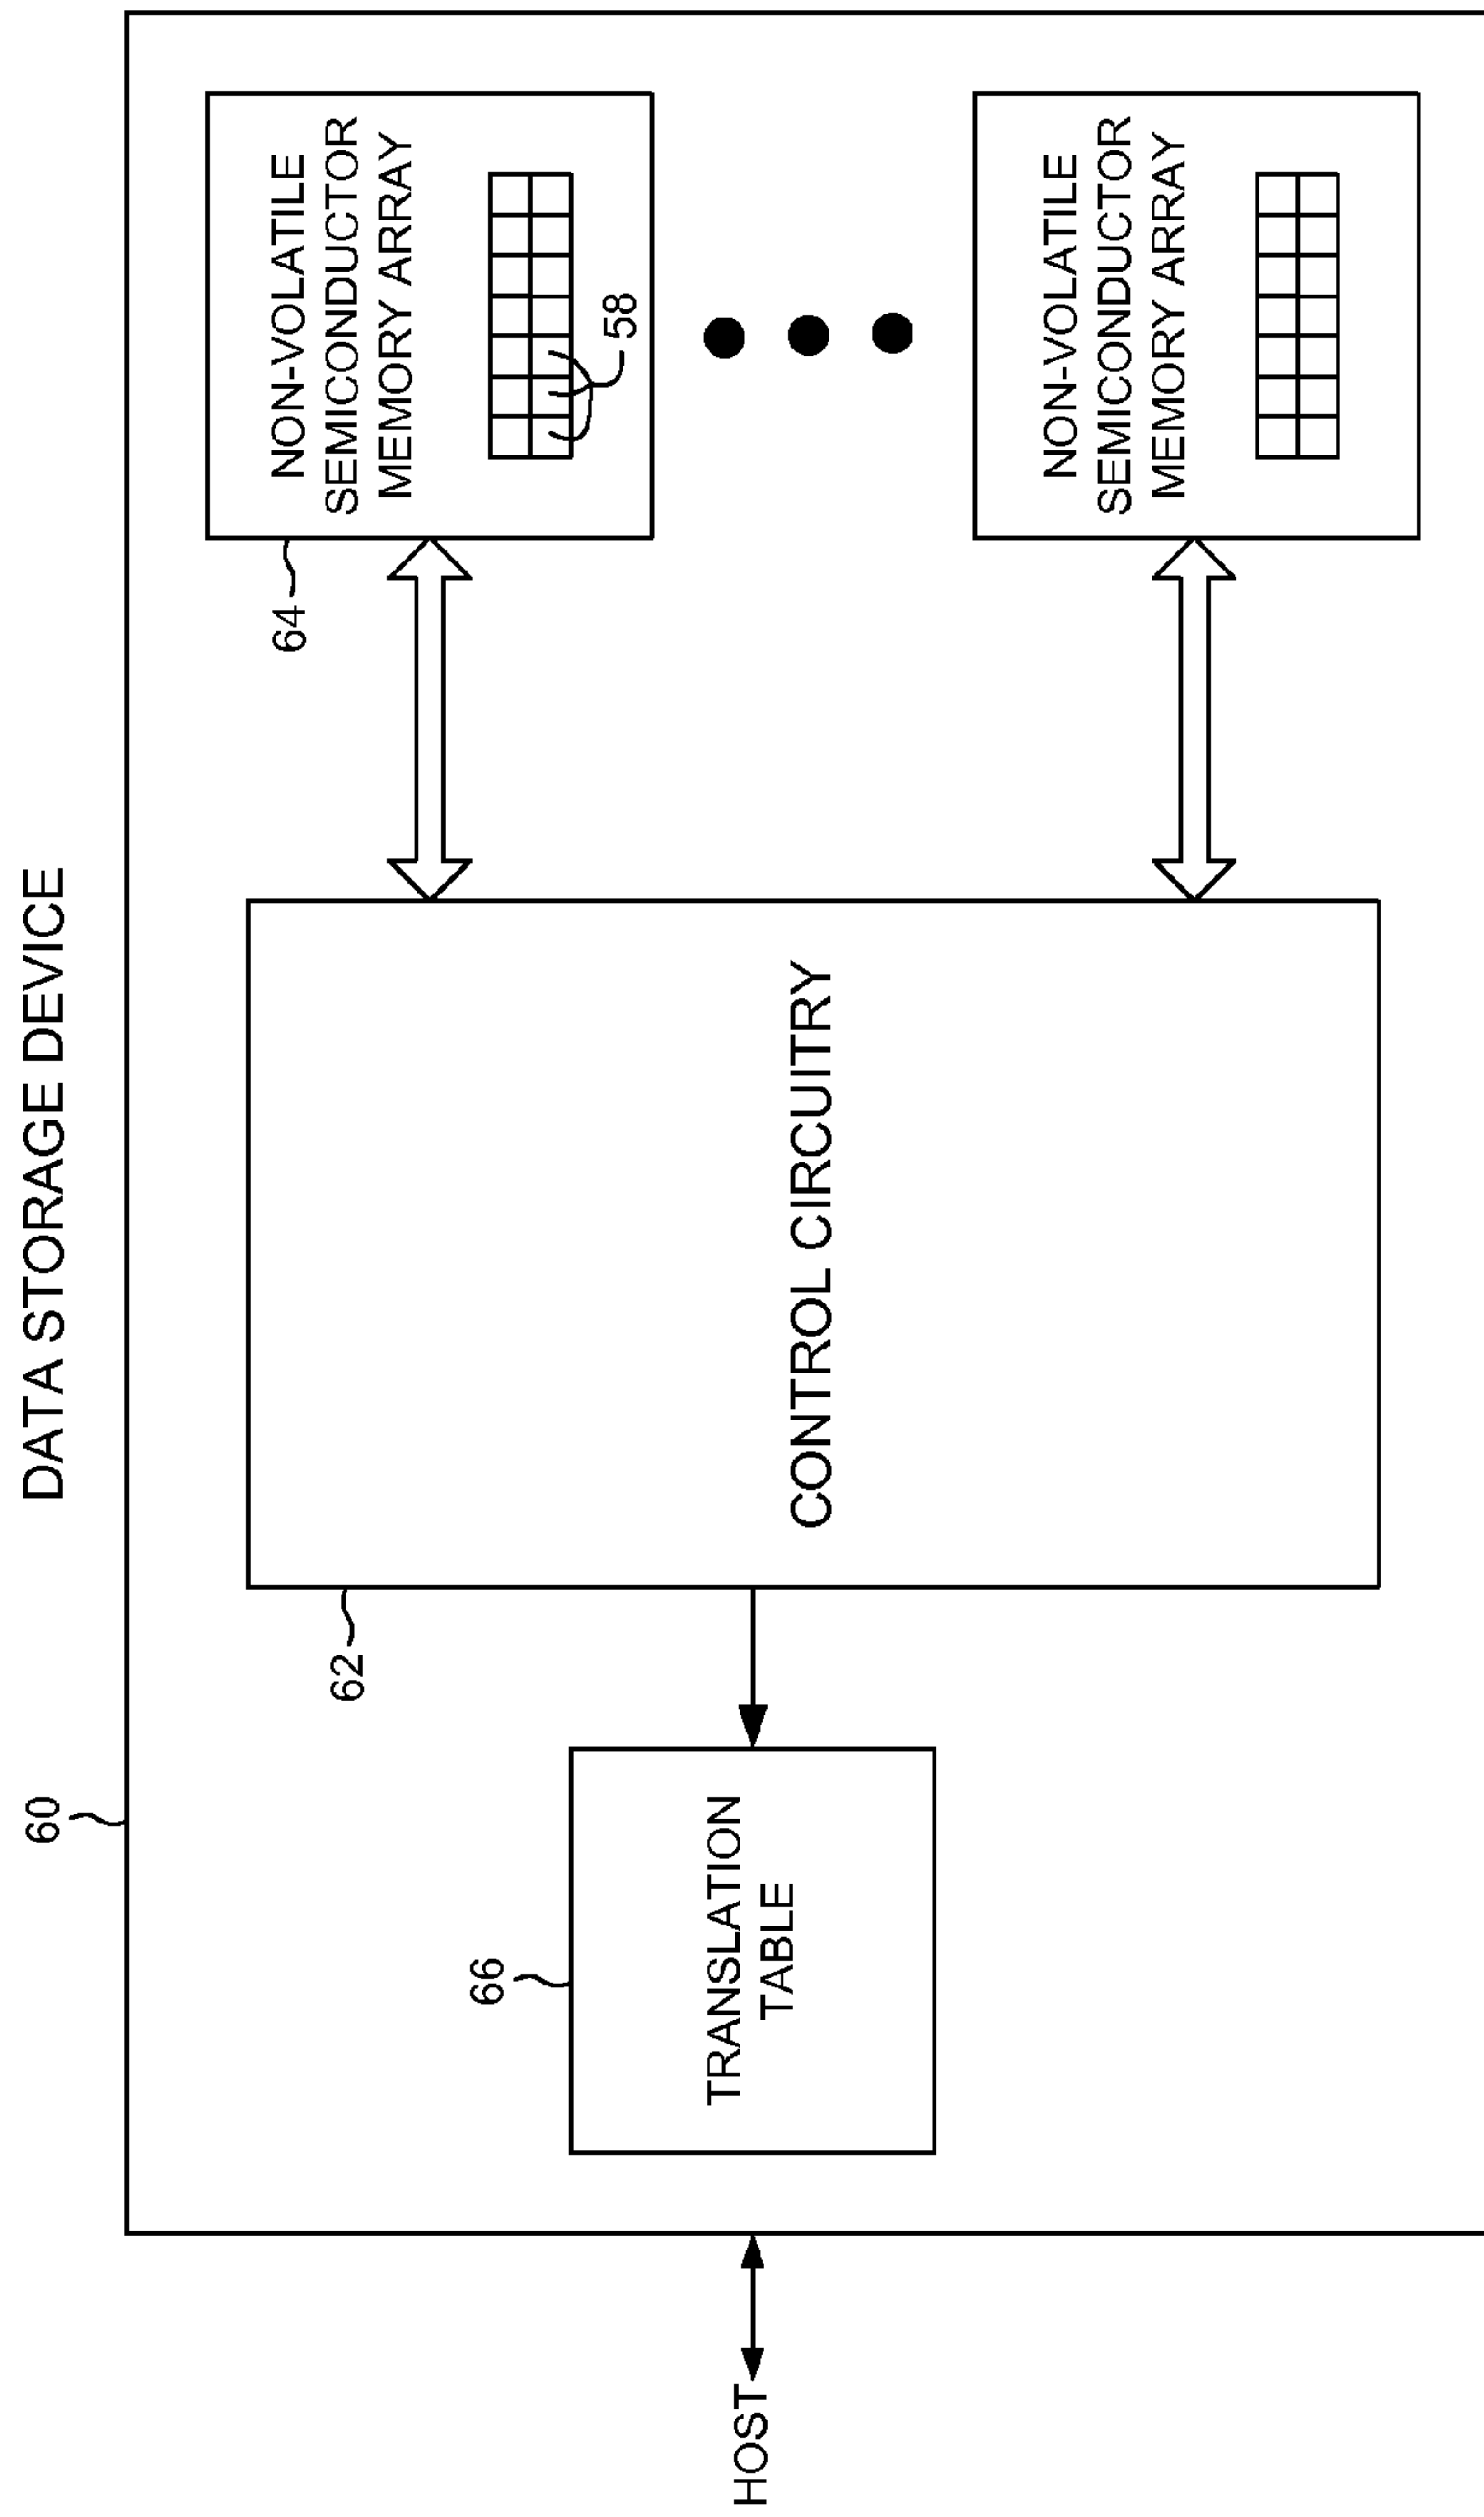 DATA STORAGE DEVICE
60
NON-VOLATILE
SEMICONDUCTOR
MEMORY ARRAY
64
58
62
CONTROL CIRCUITRY
66
TRANSLATION
TABLE
HOST
NON-VOLATILE
SEMICONDUCTOR
MEMORY ARRAY